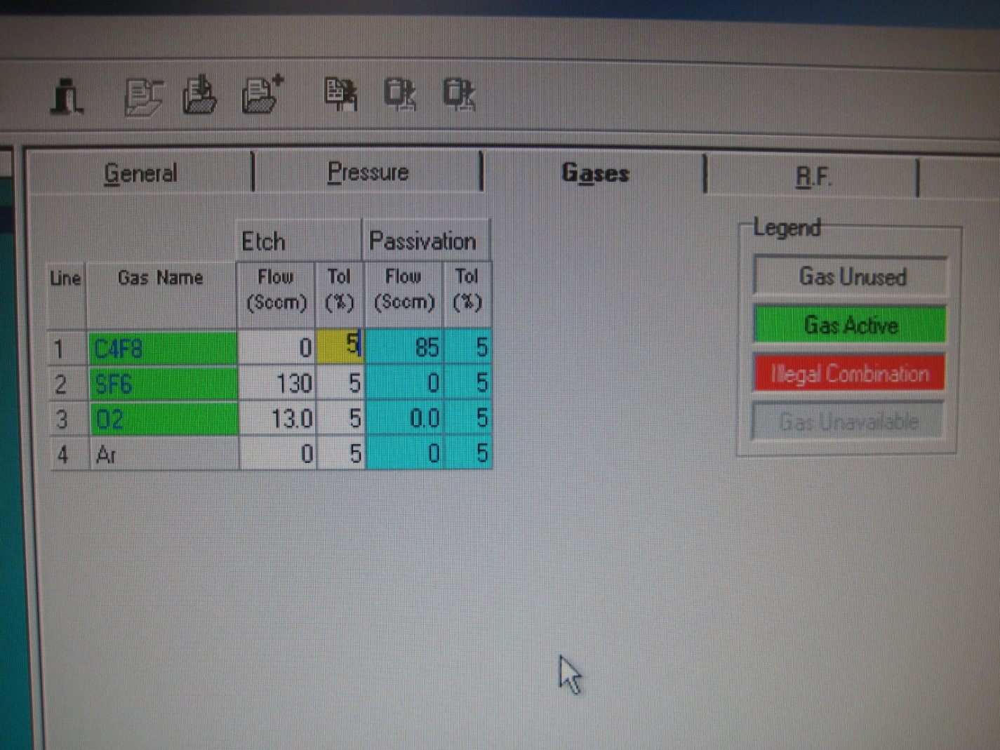 General Pressure Gases R.F.
Legend
Etch Passivation
Line Gas Name Flow (Sccm) Tol (%) Flow (Sccm) Tol (%)
1 C4F8 0 5 85 5
2 SF6 130 5 0 5
3 O2 13.0 5 0.0 5
4 Ar 0 5 0 5
Gas Unused
Gas Active
Illegal Combination
Gas Unavailable